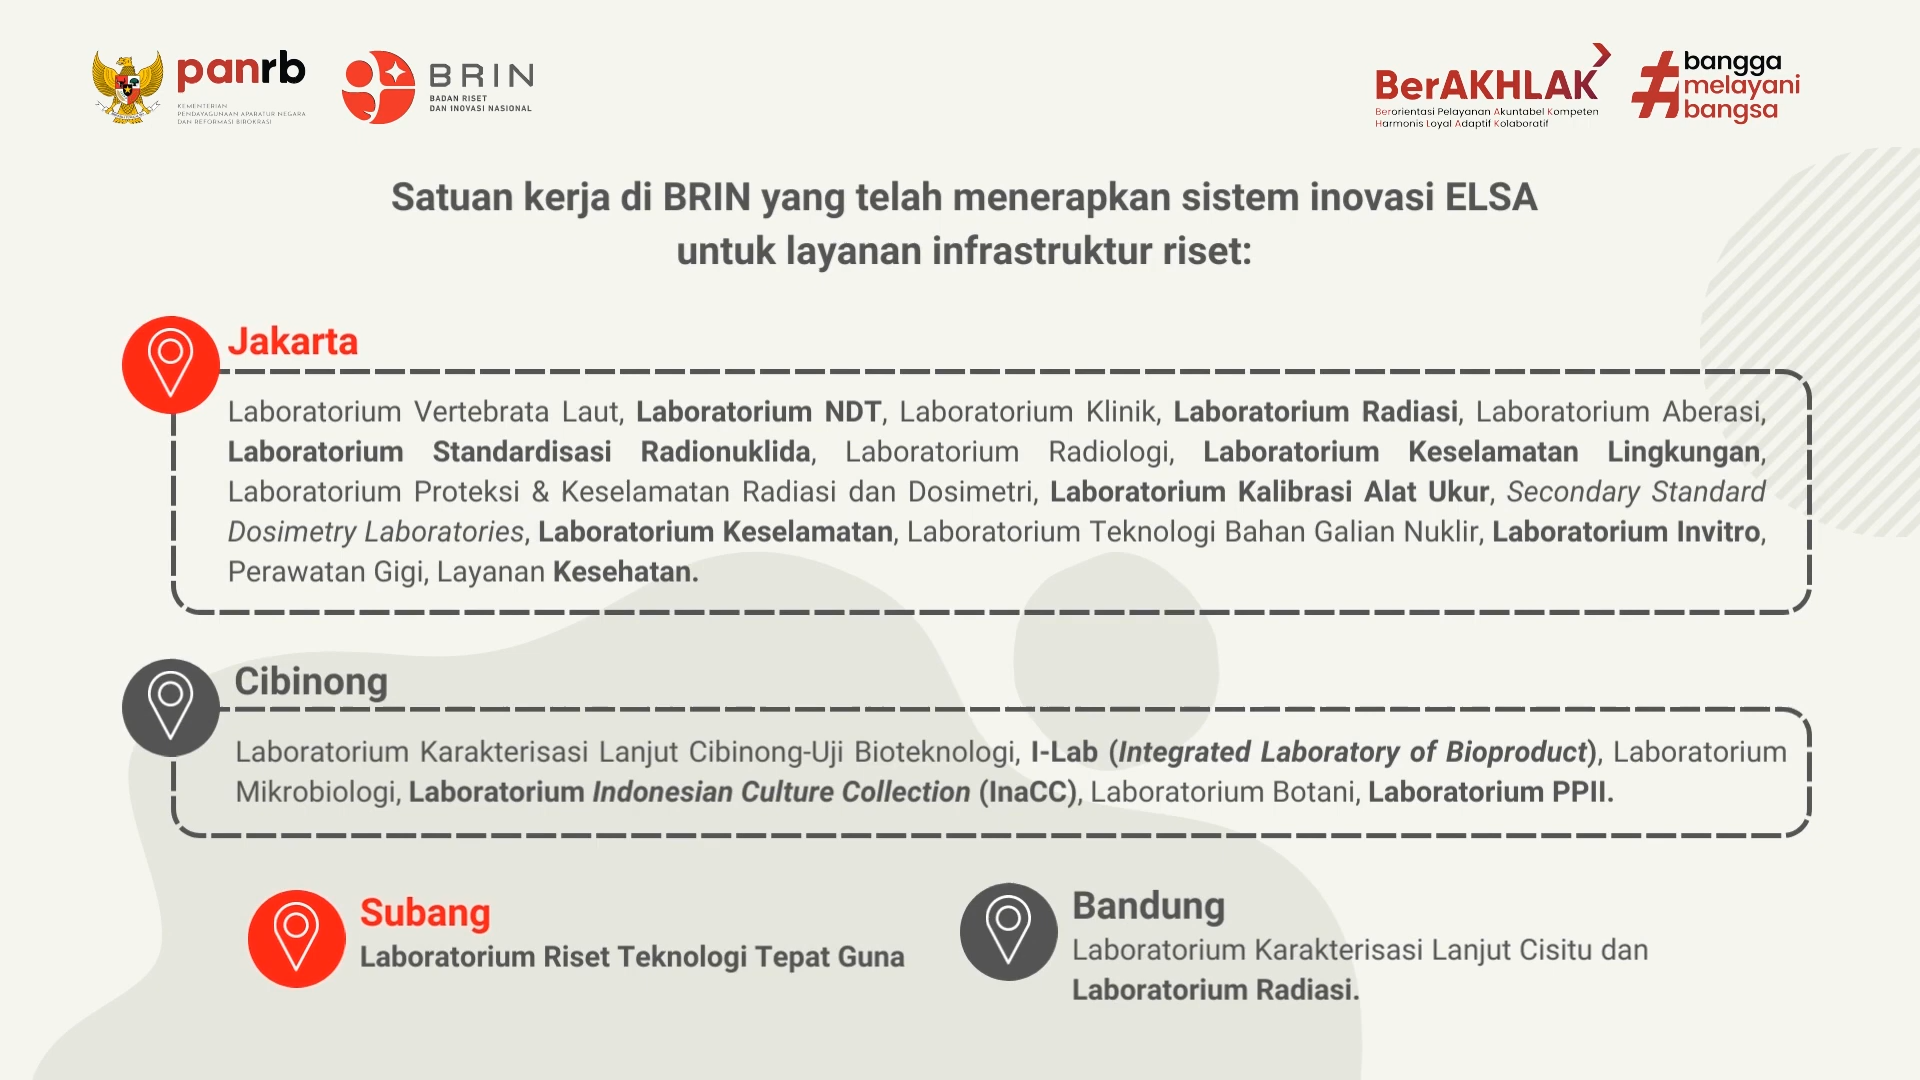 panrb
KEMENTERIAN
PENDAYAGUNAAN APARATUR NEGARA
DAN REFORMASI BIROKRASI
BRIN
BADAN RISET
DAN INOVASI NASIONAL
BerAKHLAK
Berorientasi Pelayanan Akuntabel Kompeten
Harmonis Loyal Adaptif Kolaboratif
# bangga
melayani
bangsa
Satuan kerja di BRIN yang telah menerapkan sistem inovasi ELSA
untuk layanan infrastruktur riset:
Jakarta
Laboratorium Vertebrata Laut, Laboratorium NDT, Laboratorium Klinik, Laboratorium Radiasi, Laboratorium Aberasi,
Laboratorium Standardisasi Radionuklida, Laboratorium Radiologi, Laboratorium Keselamatan Lingkungan,
Laboratorium Proteksi & Keselamatan Radiasi dan Dosimetri, Laboratorium Kalibrasi Alat Ukur, Secondary Standard
Dosimetry Laboratories, Laboratorium Keselamatan, Laboratorium Teknologi Bahan Galian Nuklir, Laboratorium Invitro,
Perawatan Gigi, Layanan Kesehatan.
Cibinong
Laboratorium Karakterisasi Lanjut Cibinong-Uji Bioteknologi, I-Lab (Integrated Laboratory of Bioproduct), Laboratorium
Mikrobiologi, Laboratorium Indonesian Culture Collection (InaCC), Laboratorium Botani, Laboratorium PPII.
Subang
Laboratorium Riset Teknologi Tepat Guna
Bandung
Laboratorium Karakterisasi Lanjut Cisitu dan
Laboratorium Radiasi.